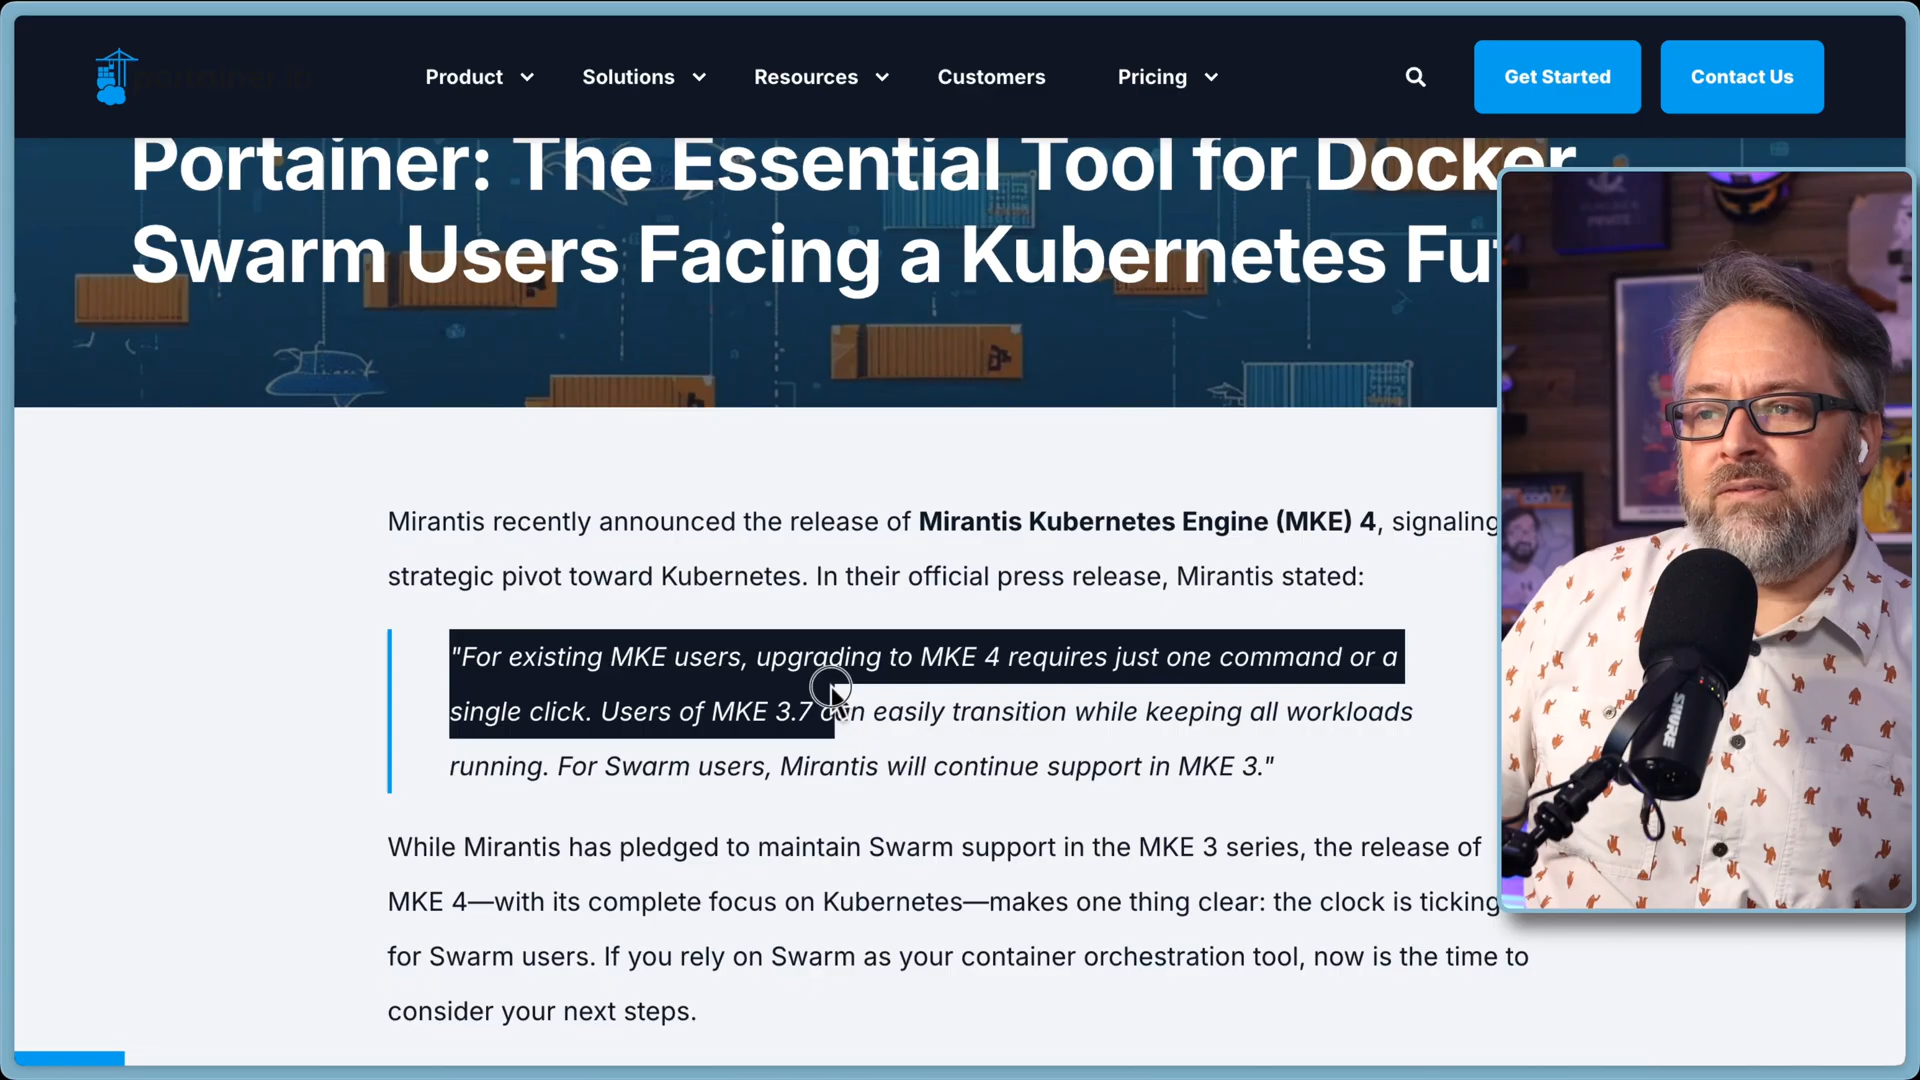 Product
Solutions
Resources
Customers
Pricing
Get Started
Contact Us
Portainer: The Essential Tool for Docker
Swarm Users Facing a Kubernetes Fu
Mirantis recently announced the release of Mirantis Kubernetes Engine (MKE) 4, signaling
strategic pivot toward Kubernetes. In their official press release, Mirantis stated:
"For existing MKE users, upgrading to MKE 4 requires just one command or a
single click. Users of MKE 3.7 can easily transition while keeping all workloads
running. For Swarm users, Mirantis will continue support in MKE 3."
While Mirantis has pledged to maintain Swarm support in the MKE 3 series, the release of
MKE 4—with its complete focus on Kubernetes—makes one thing clear: the clock is ticking
for Swarm users. If you rely on Swarm as your container orchestration tool, now is the time to
consider your next steps.
SHURE